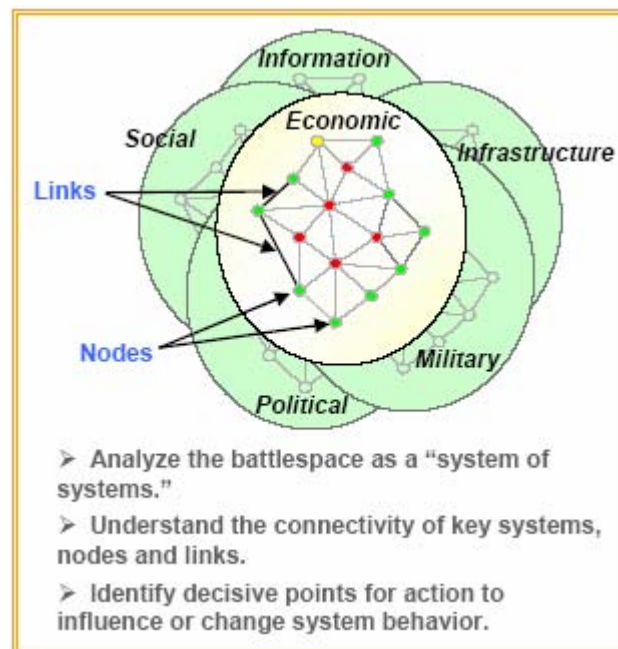 Information
Economic
Social
Infrastructure
Links
Nodes
Military
Political
➢ Analyze the battlespace as a “system of
systems.”
➢ Understand the connectivity of key systems,
nodes and links.
➢ Identify decisive points for action to
influence or change system behavior.